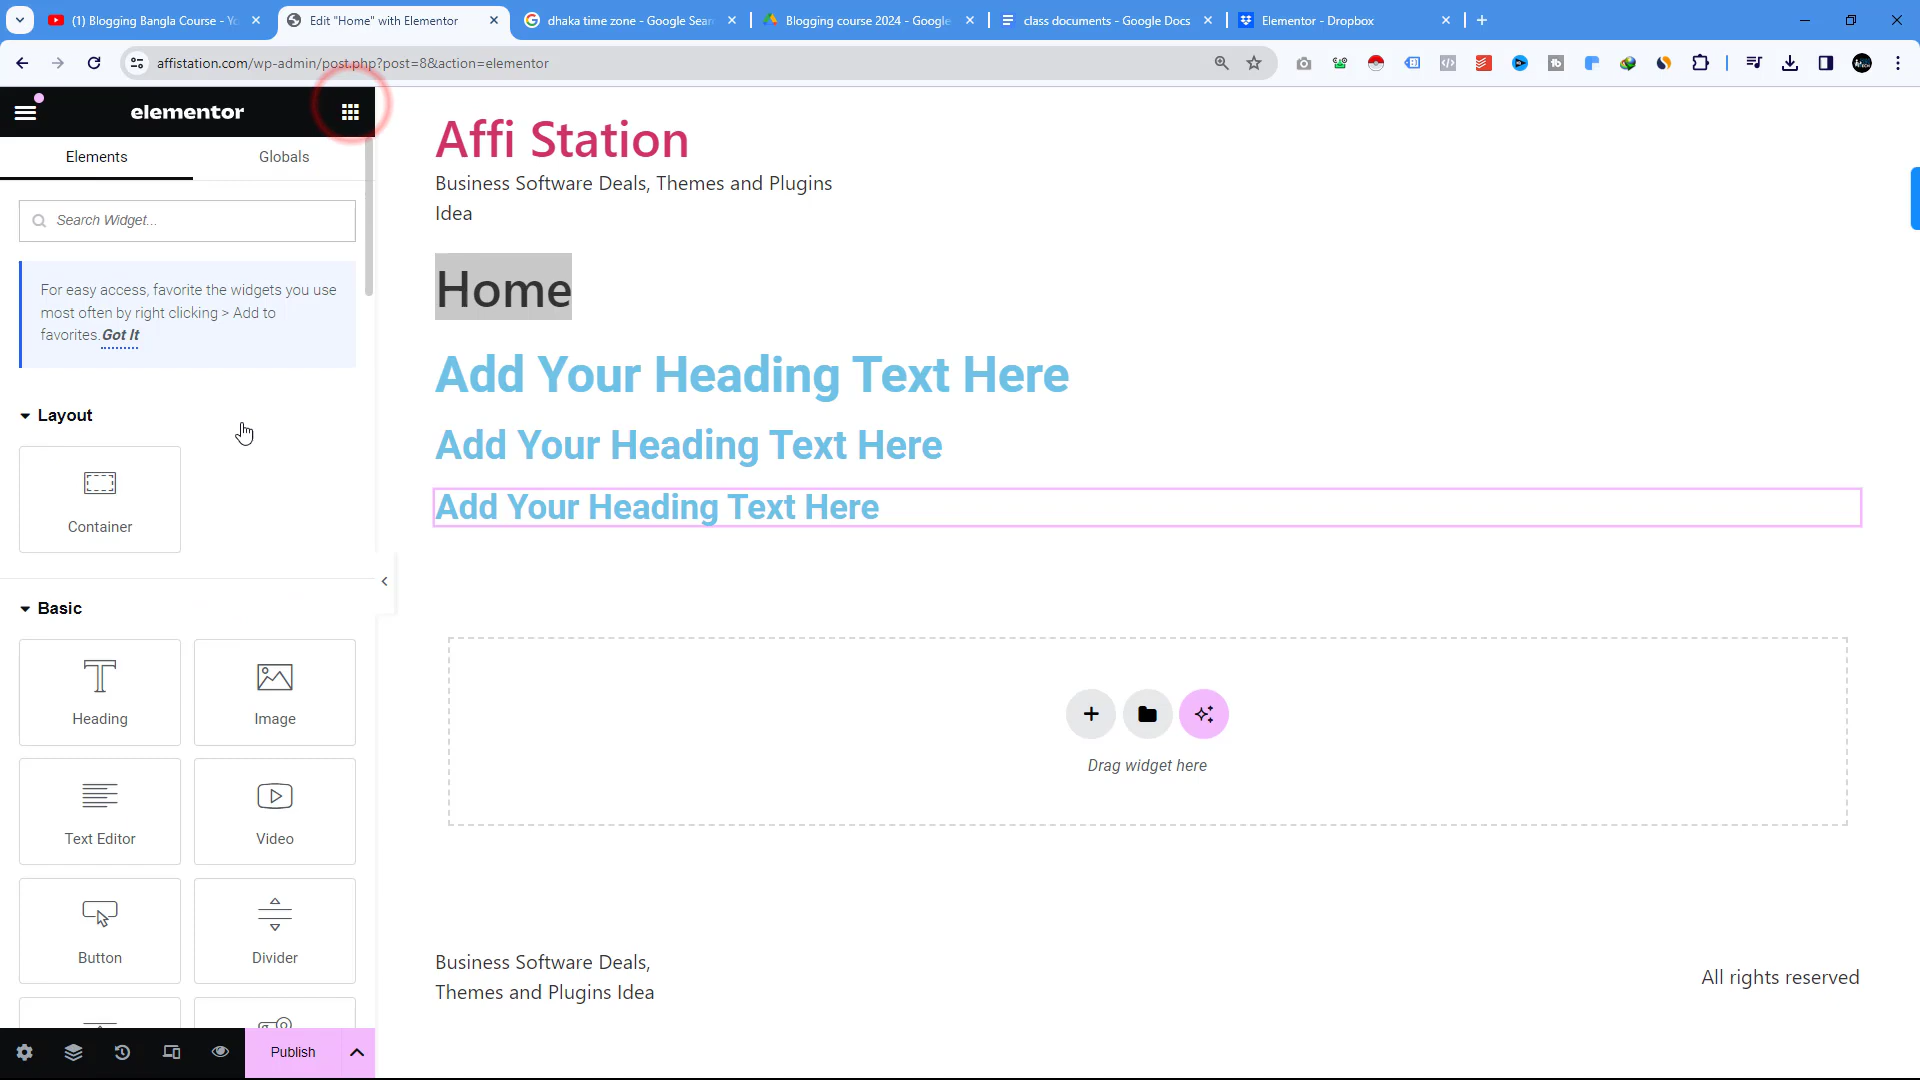 (1) Blogging Bangla Course - Yo
Edit "Home" with Elementor
dhaka time zone - Google Sear
Blogging course 2024 - Google
class documents - Google Docs
Elementor - Dropbox
affistation.com/wp-admin/post.php?post=8&action=elementor
elementor
Elements
Globals
Search Widget...
For easy access, favorite the widgets you use
most often by right clicking > Add to
favorites. Got It
Layout
Container
Basic
Heading
Image
Text Editor
Video
Button
Divider
Publish
Affi Station
Business Software Deals, Themes and Plugins
Idea
Home
Add Your Heading Text Here
Add Your Heading Text Here
Add Your Heading Text Here
Drag widget here
Business Software Deals,
Themes and Plugins Idea
All rights reserved